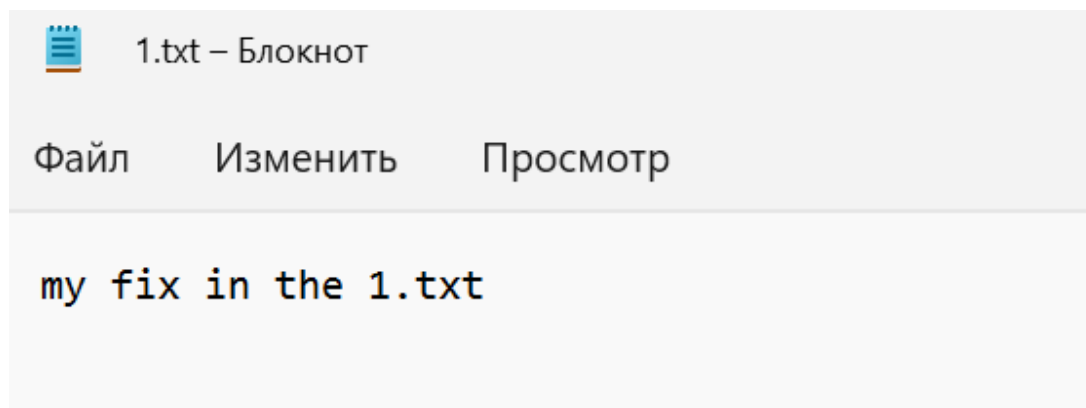 1.txt – Блокнот
Файл Изменить Просмотр
my fix in the 1.txt